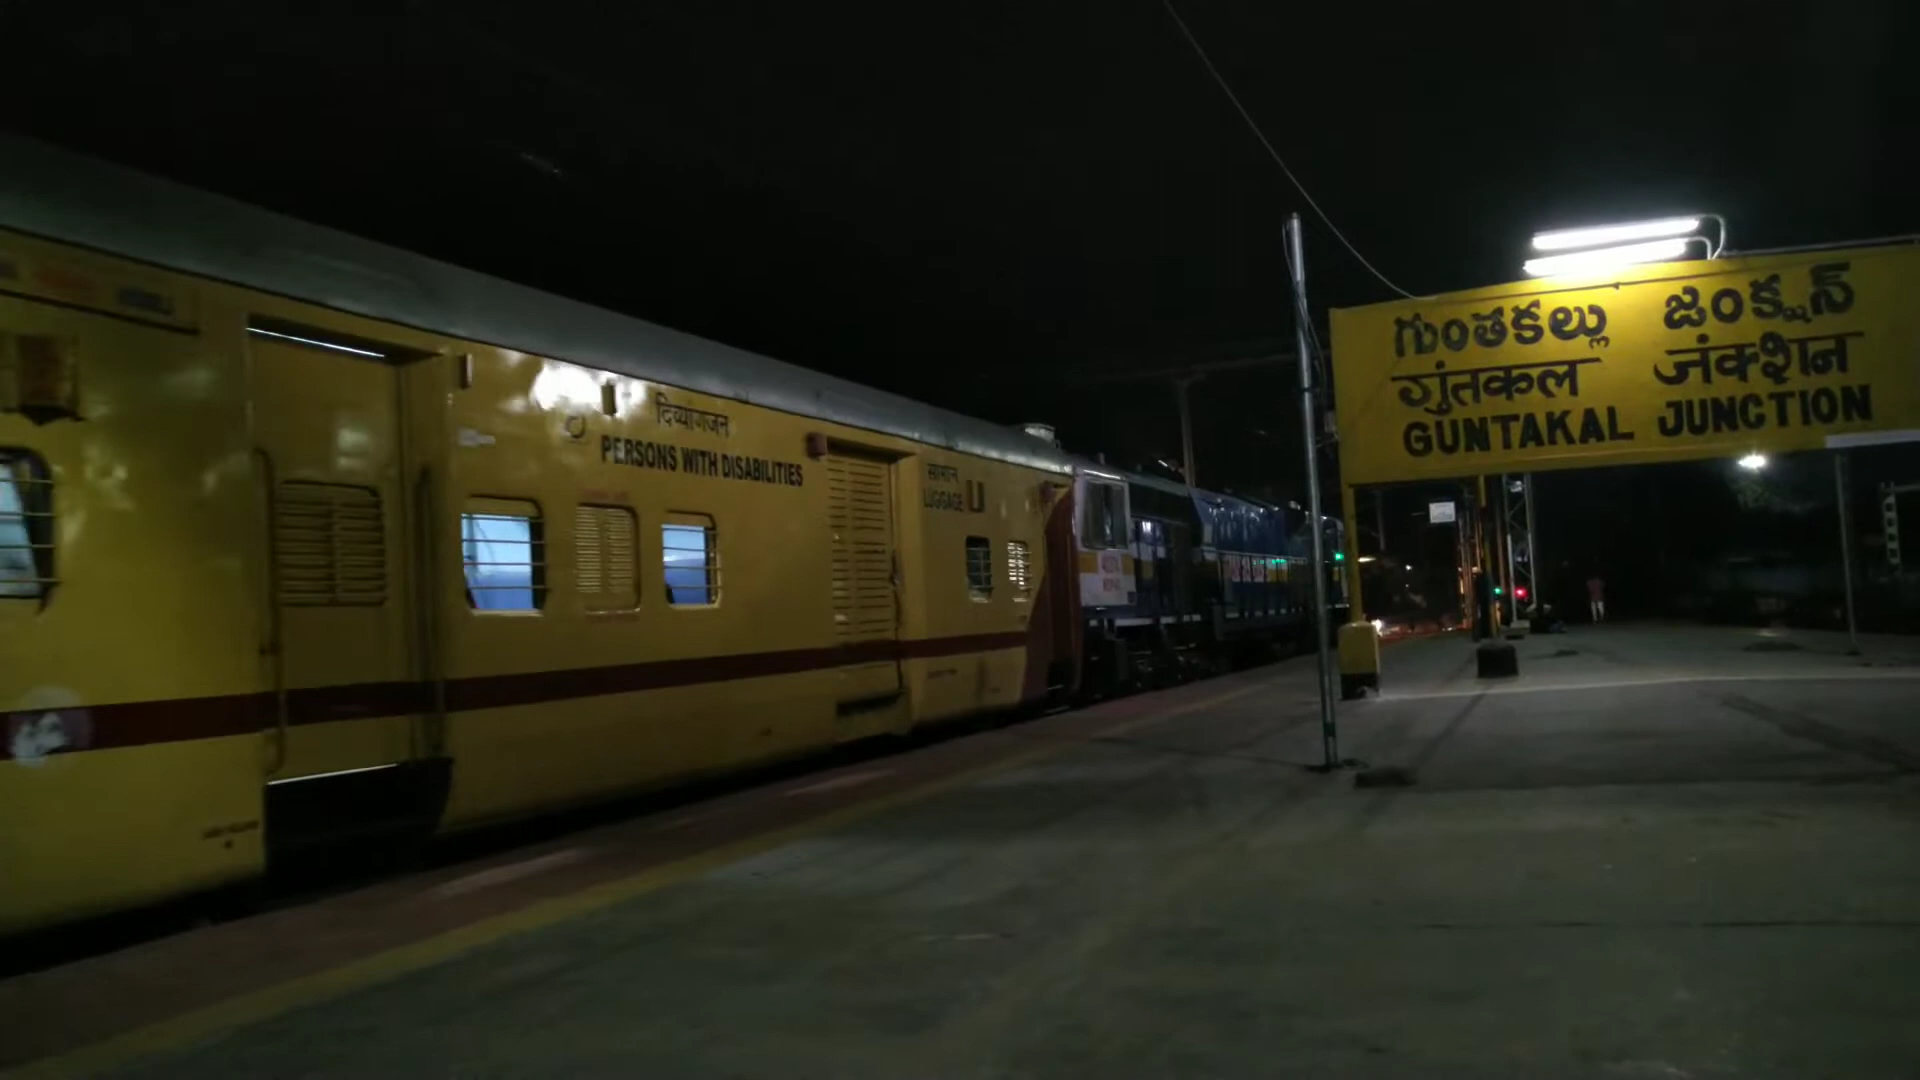 दिव्यांगजन
PERSONS WITH DISABILITIES
सामान
LUGGAGE
గుంతకల్లు జంక్షన్
गुंतकल जंक्शन
GUNTAKAL JUNCTION